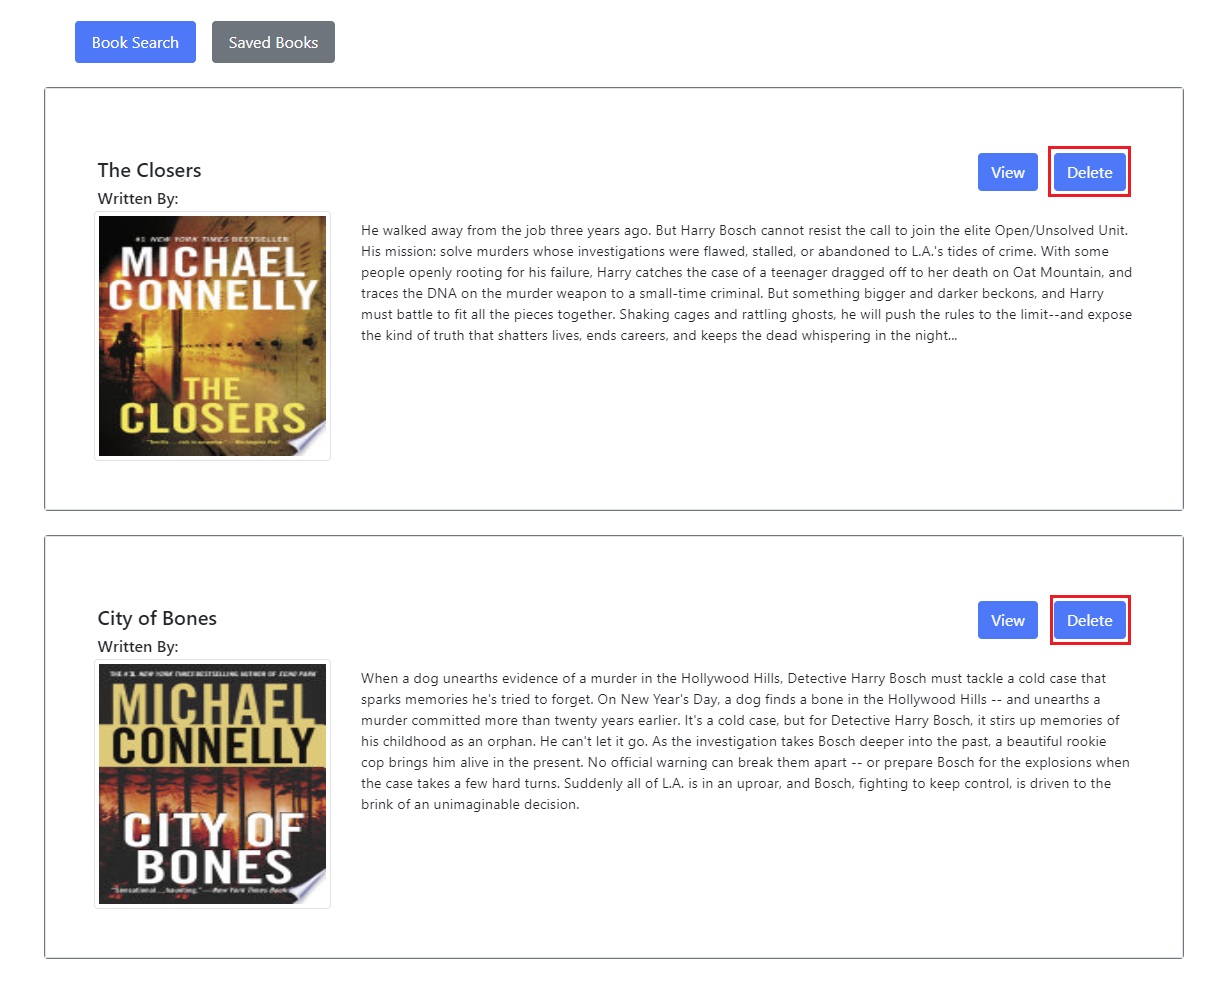 Book Search
Saved Books
The Closers
View
Delete
Written By:
#1 NEW YORK TIMES BESTSELLER
MICHAEL
CONNELLY
THE
CLOSERS
He walked away from the job three years ago. But Harry Bosch cannot resist the call to join the elite Open/Unsolved Unit.
His mission: solve murders whose investigations were flawed, stalled, or abandoned to L.A.'s tides of crime. With some
people openly rooting for his failure, Harry catches the case of a teenager dragged off to her death on Oat Mountain, and
traces the DNA on the murder weapon to a small-time criminal. But something bigger and darker beckons, and Harry
must battle to fit all the pieces together. Shaking cages and rattling ghosts, he will push the rules to the limit--and expose
the kind of truth that shatters lives, ends careers, and keeps the dead whispering in the night...
City of Bones
View
Delete
Written By:
THE #1 NEW YORK TIMES BESTSELLING AUTHOR OF ECHO PARK
MICHAEL
CONNELLY
CITY OF
BONES
"Sensational...haunting." —New York Times Book
When a dog unearths evidence of a murder in the Hollywood Hills, Detective Harry Bosch must tackle a cold case that
sparks memories he's tried to forget. On New Year's Day, a dog finds a bone in the Hollywood Hills -- and unearths a
murder committed more than twenty years earlier. It's a cold case, but for Detective Harry Bosch, it stirs up memories of
his childhood as an orphan. He can't let it go. As the investigation takes Bosch deeper into the past, a beautiful rookie
cop brings him alive in the present. No official warning can break them apart -- or prepare Bosch for the explosions when
the case takes a few hard turns. Suddenly all of L.A. is in an uproar, and Bosch, fighting to keep control, is driven to the
brink of an unimaginable decision.